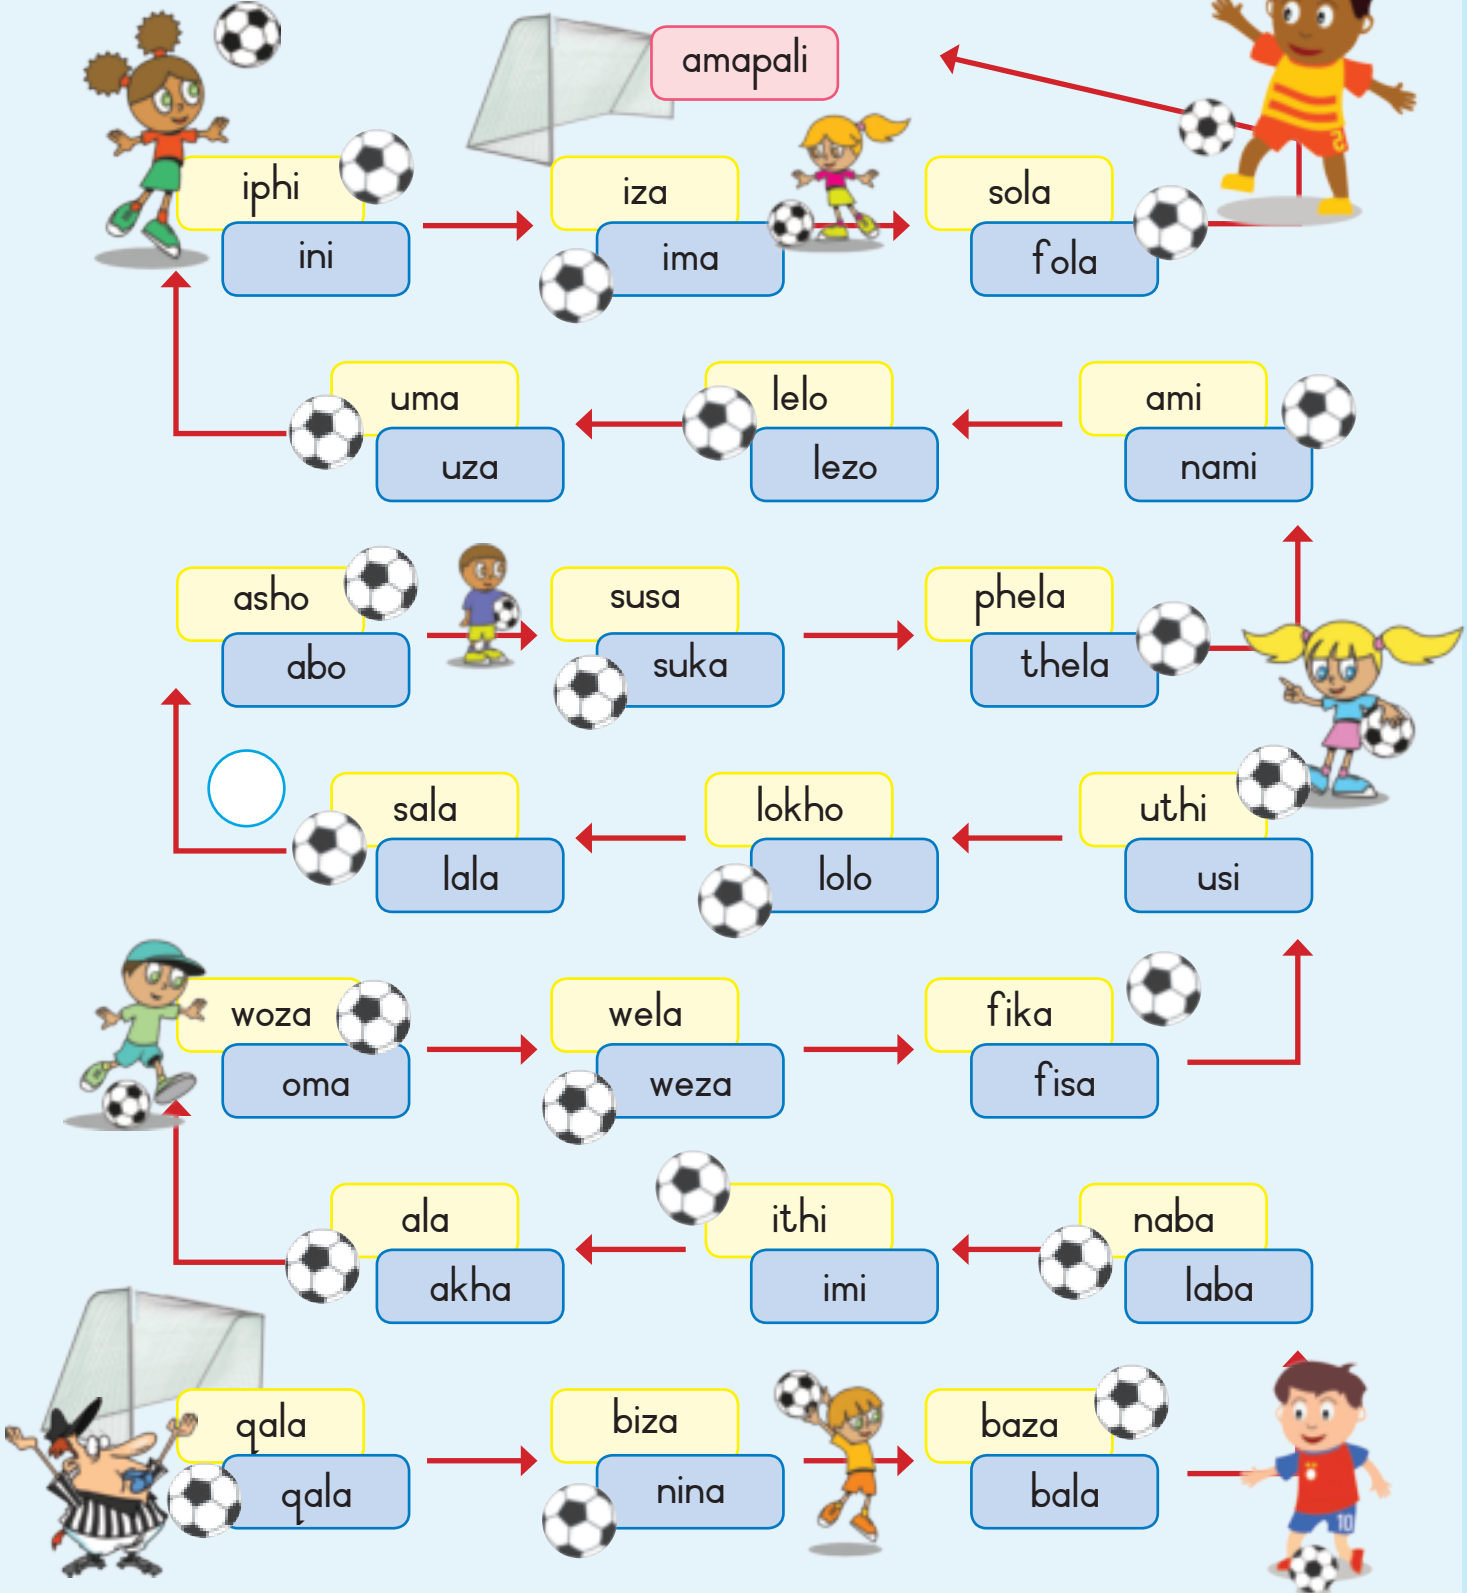 amapali
iphi
iza
sola
ini
ima
fola
uma
lelo
ami
uza
lezo
nami
asho
susa
phela
abo
suka
thela
sala
lokho
uthi
lala
lolo
usi
woza
wela
fika
oma
weza
fisa
ala
ithi
naba
akha
imi
laba
qala
biza
baza
qala
nina
bala
10